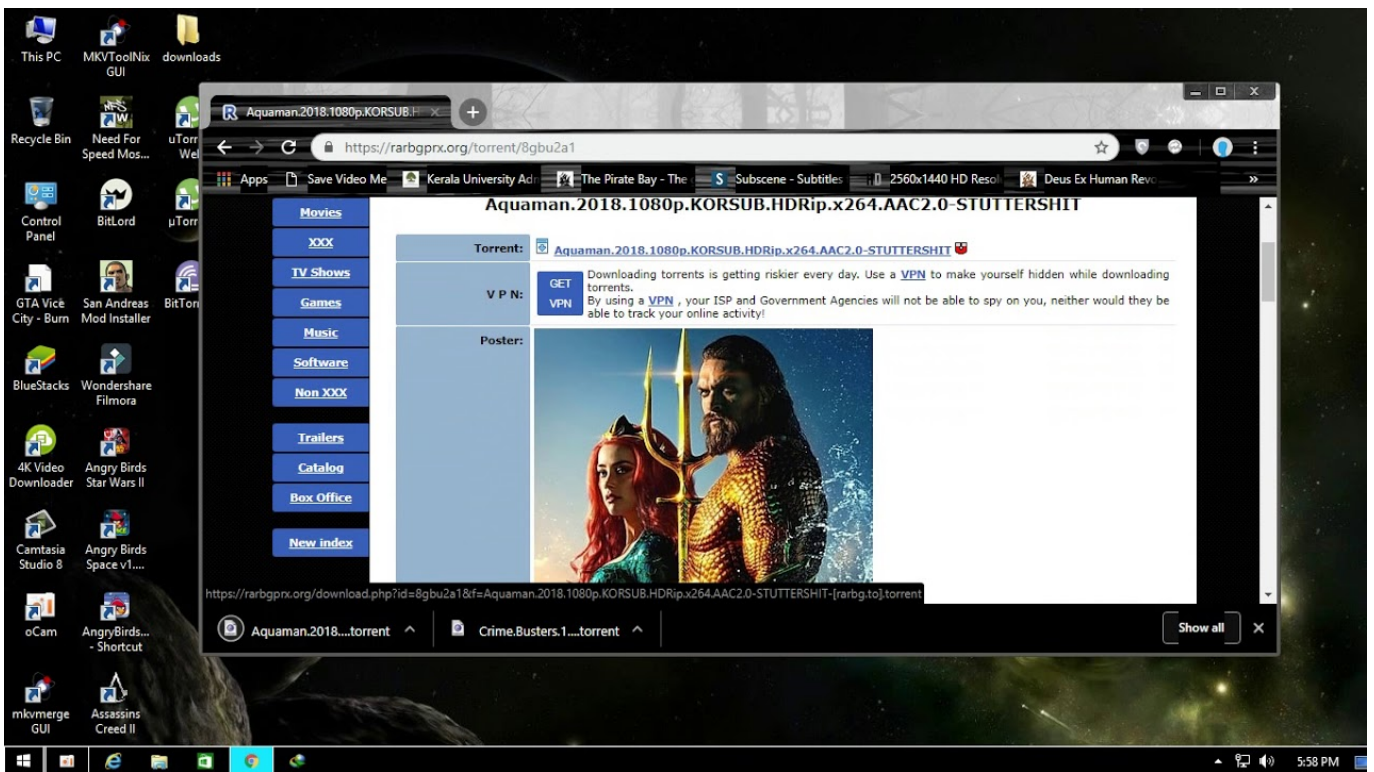 This PC
MKVToolNix GUI
downloads
Recycle Bin
Need For Speed Mos...
uTorr
Wel
Control Panel
BitLord
µTorr
GTA Vice City - Burn
San Andreas Mod Installer
BitTorr
BlueStacks
Wondershare Filmora
4K Video Downloader
Angry Birds Star Wars II
Camtasia Studio 8
Angry Birds Space v1....
oCam
AngryBirds... - Shortcut
mkvmerge GUI
Assassins Creed II
Aquaman.2018.1080p.KORSUB.H
https://rarbgprx.org/torrent/8gbu2a1
Apps
Save Video Me
Kerala University Ad
The Pirate Bay - The
Subscene - Subtitles
2560x1440 HD Resol
Deus Ex Human Revo
»
Movies
XXX
TV Shows
Games
Music
Software
Non XXX
Trailers
Catalog
Box Office
New index
Aquaman.2018.1080p.KORSUB.HDRip.x264.AAC2.0-STUTTERSHIT
Torrent: Aquaman.2018.1080p.KORSUB.HDRip.x264.AAC2.0-STUTTERSHIT
V P N:
GET
VPN
Downloading torrents is getting riskier every day. Use a VPN to make yourself hidden while downloading
torrents.
By using a VPN , your ISP and Government Agencies will not be able to spy on you, neither would they be
able to track your online activity!
Poster:
https://rarbgprx.org/download.php?id=8gbu2a1&f=Aquaman.2018.1080p.KORSUB.HDRip.x264.AAC2.0-STUTTERSHIT-[rarbg.to].torrent
Aquaman.2018....torrent
Crime.Busters.1....torrent
Show all
5:58 PM